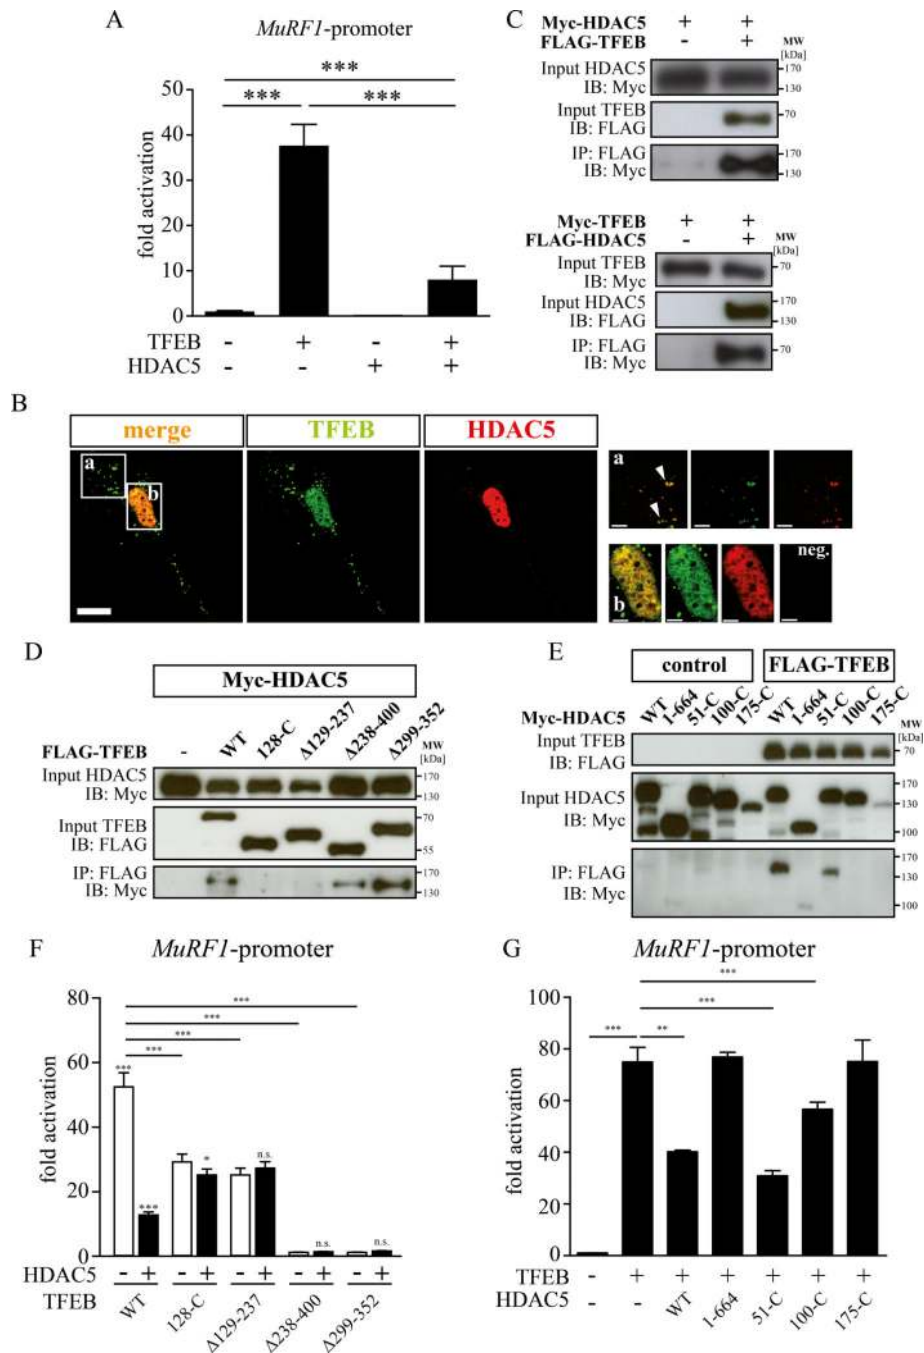 A
MuRF1-promoter
***
*** ***
fold activation
50
40
30
20
10
0
TFEB - + - +
HDAC5 - - + +
C
Myc-HDAC5 + +
FLAG-TFEB - +
MW
[kDa]
Input HDAC5
IB: Myc
170
130
Input TFEB
IB: FLAG
70
IP: FLAG
IB: Myc
170
130
Myc-TFEB + +
FLAG-HDAC5 - +
MW
[kDa]
Input TFEB
IB: Myc
70
Input HDAC5
IB: FLAG
170
130
IP: FLAG
IB: Myc
70
B
merge TFEB HDAC5
a
b
a
b
neg.
D
Myc-HDAC5
FLAG-TFEB - WT 128-C Δ129-237 Δ238-400 Δ299-352
MW
[kDa]
Input HDAC5
IB: Myc
170
130
Input TFEB
IB: FLAG
70
55
IP: FLAG
IB: Myc
170
130
E
control FLAG-TFEB
Myc-HDAC5 WT 1-664 51-C 100-C 175-C WT 1-664 51-C 100-C 175-C
MW
[kDa]
Input TFEB
IB: FLAG
70
Input HDAC5
IB: Myc
170
130
100
IP: FLAG
IB: Myc
170
130
100
F
MuRF1-promoter
fold activation
80
60
40
20
0
***
***
***
***
***
***
*
n.s.
n.s.
n.s.
HDAC5 - + - + - + - + - +
TFEB WT 128-C Δ129-237 Δ238-400 Δ299-352
G
MuRF1-promoter
fold activation
100
80
60
40
20
0
***
***
*** **
TFEB - + + + + + +
HDAC5 - - WT 1-664 51-C 100-C 175-C